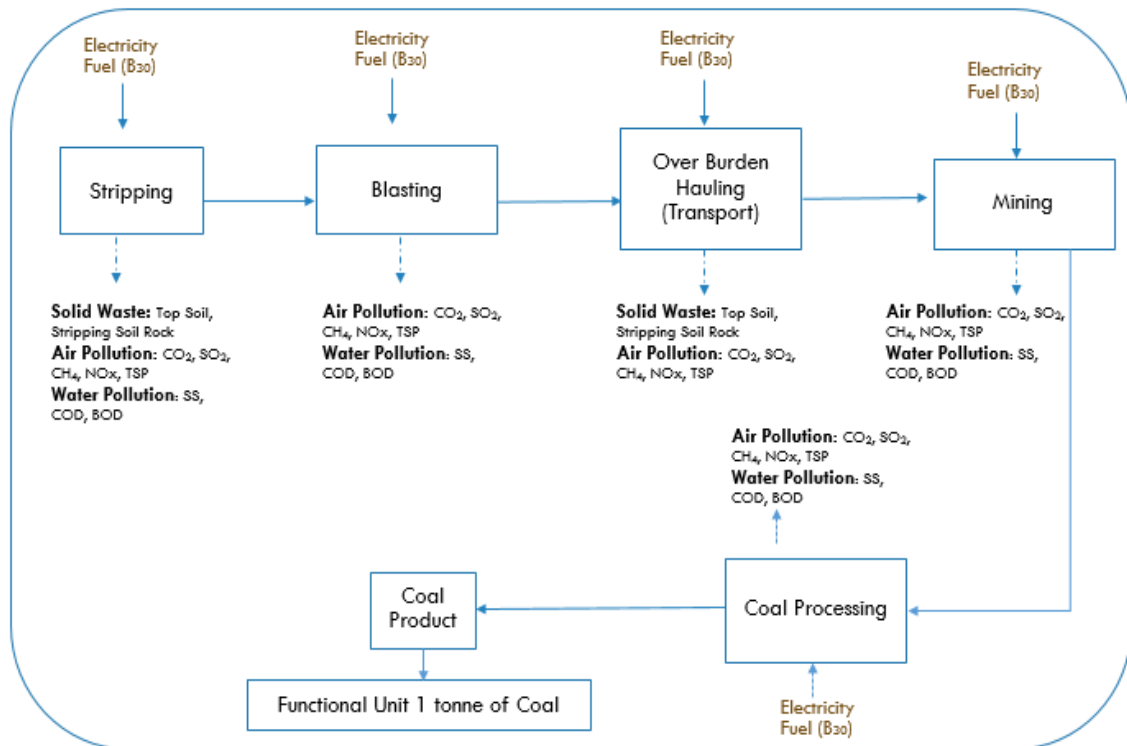 Electricity
Fuel (B₃₀)
Electricity
Fuel (B₃₀)
Electricity
Fuel (B₃₀)
Electricity
Fuel (B₃₀)
Stripping
Blasting
Over Burden
Hauling
(Transport)
Mining
Solid Waste: Top Soil,
Stripping Soil Rock
Air Pollution: CO₂, SO₂,
CH₄, NOx, TSP
Water Pollution: SS,
COD, BOD
Air Pollution: CO₂, SO₂,
CH₄, NOx, TSP
Water Pollution: SS,
COD, BOD
Solid Waste: Top Soil,
Stripping Soil Rock
Air Pollution: CO₂, SO₂,
CH₄, NOx, TSP
Air Pollution: CO₂, SO₂,
CH₄, NOx, TSP
Water Pollution: SS,
COD, BOD
Air Pollution: CO₂, SO₂,
CH₄, NOx, TSP
Water Pollution: SS,
COD, BOD
Coal
Product
Coal Processing
Functional Unit 1 tonne of Coal
Electricity
Fuel (B₃₀)